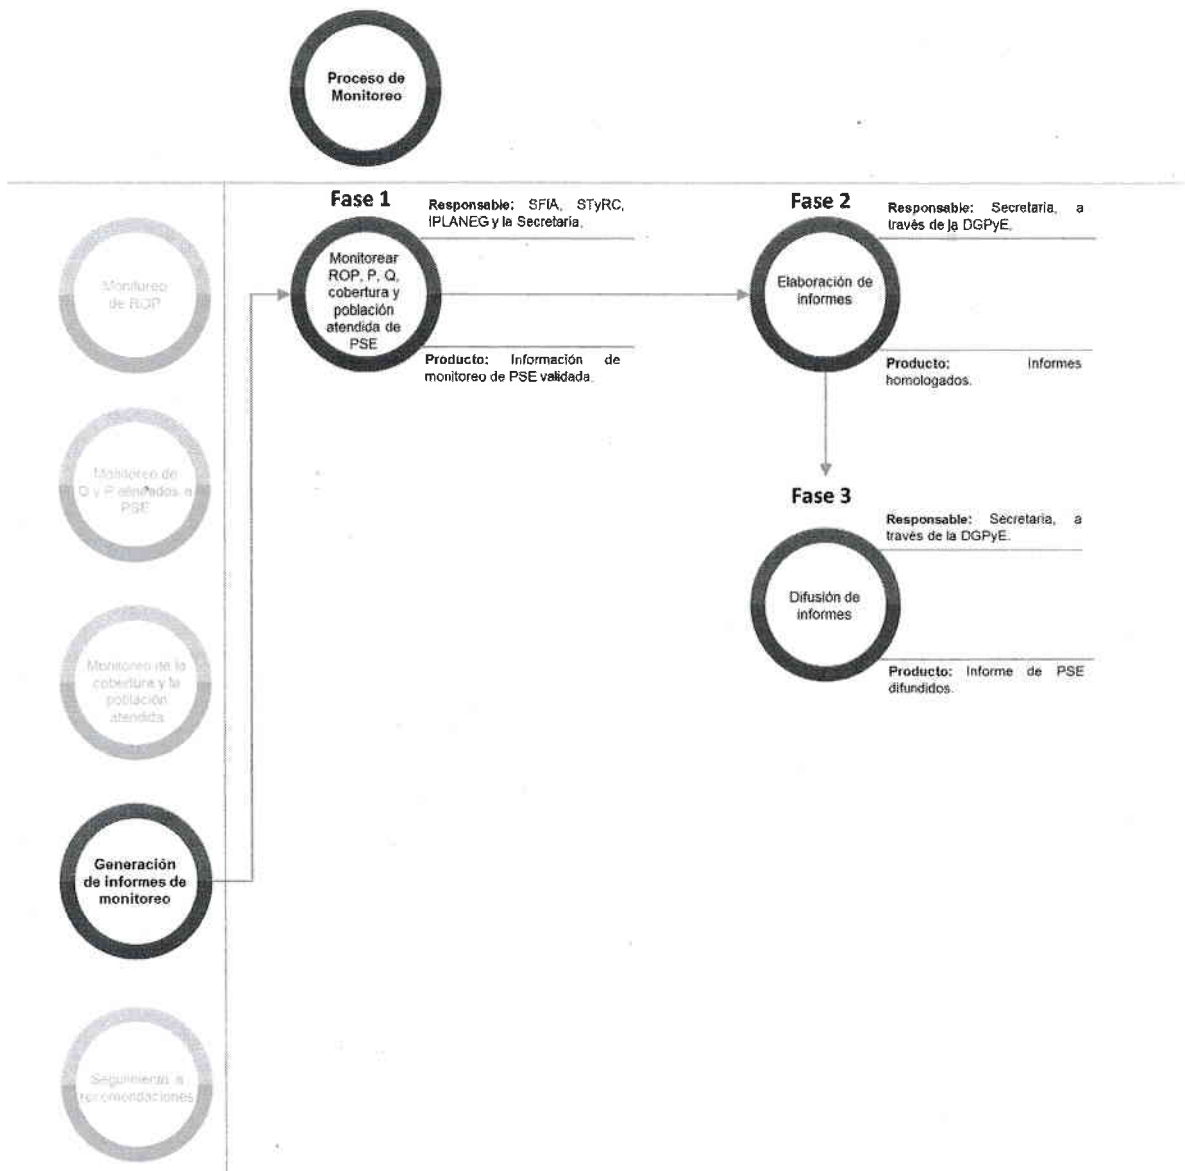 Proceso de
Monitoreo
Fase 1
Responsable: SFIA, STyRC,
IPLANEG y la Secretaría.
Monitorear
ROP, P, Q,
cobertura y
población
atendida de
PSE
Producto: Información de
monitoreo de PSE validada.
Fase 2
Responsable: Secretaría, a
través de la DGPyE.
Elaboración de
informes
Producto: Informes
homologados.
Fase 3
Responsable: Secretaría, a
través de la DGPyE.
Difusión de
informes
Producto: Informe de PSE
difundidos.
Monitoreo
de ROP
Monitoreo de
Q y P alineados a
PSE
Monitoreo de la
cobertura y la
población
atendida
Generación
de informes de
monitoreo
Seguimiento a
recomendaciones